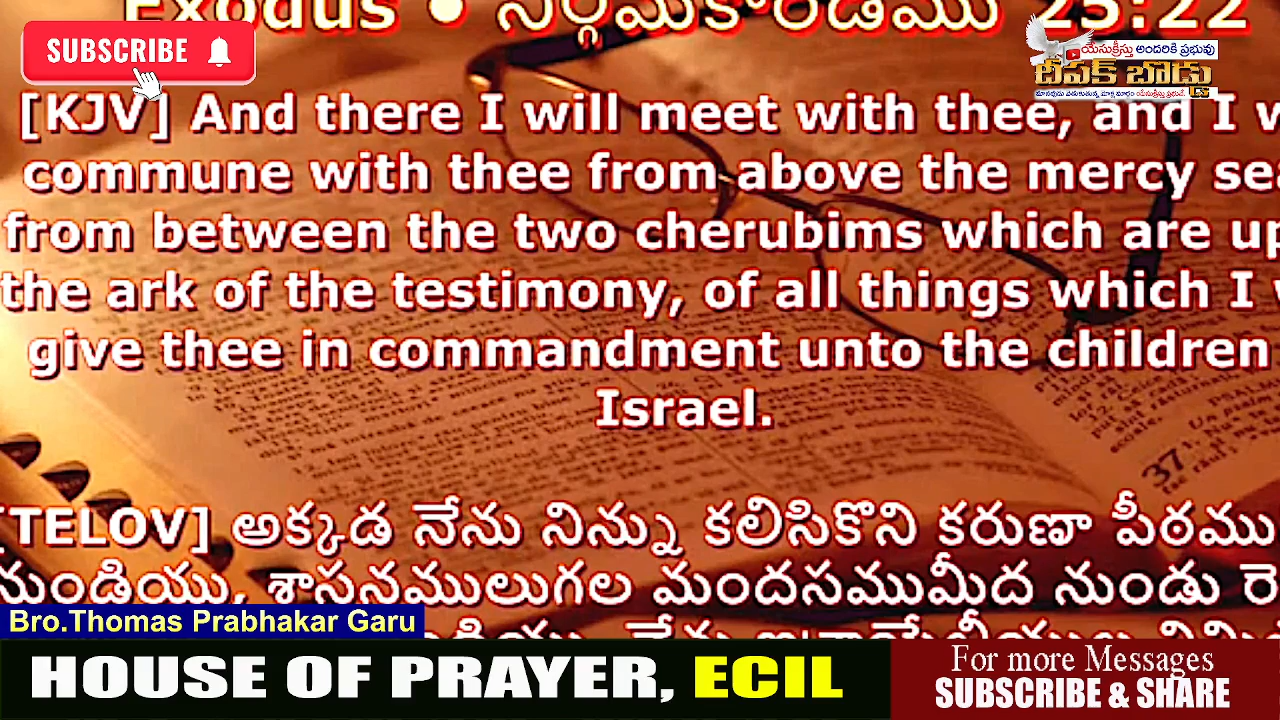 Exodus • నిర్గమకాండము 25:22
SUBSCRIBE
యేసుక్రీస్తు అందరికి ప్రభువు
దీపక్ బొడ్డు
[KJV] And there I will meet with thee, and I w
commune with thee from above the mercy sea
from between the two cherubims which are up
the ark of the testimony, of all things which I w
give thee in commandment unto the children
Israel.
[TELOV] అక్కడ నేను నిన్ను కలిసికొని కరుణా పీఠము
నుండియు, శాసనములుగల మందసముమీద నుండు రె
Bro.Thomas Prabhakar Garu
HOUSE OF PRAYER, ECIL
For more Messages
SUBSCRIBE & SHARE